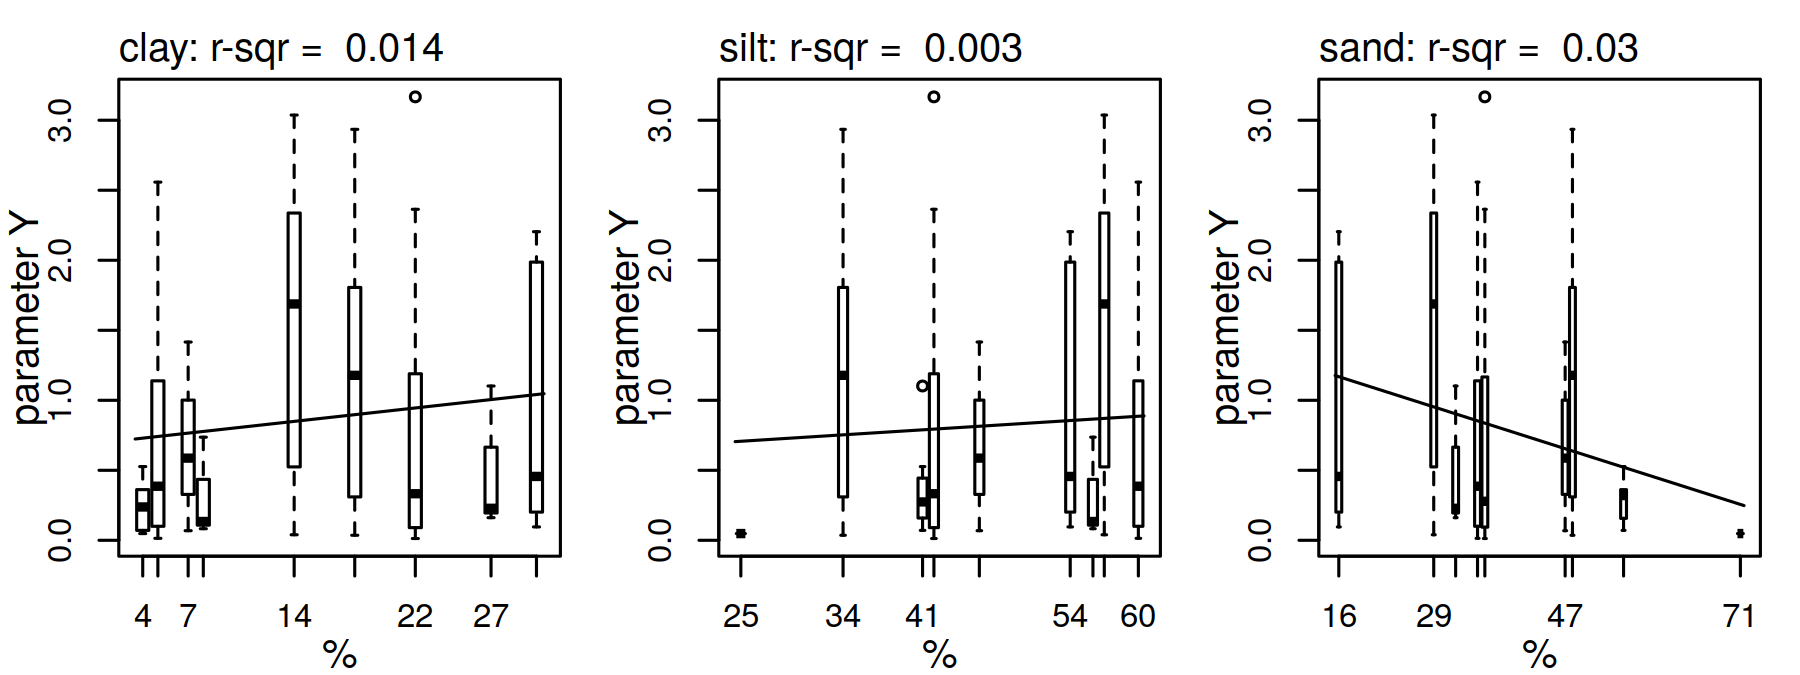 clay: r-sqr =  0.014
parameter Y
0.0 1.0 2.0 3.0
4 7 14 22 27
%
silt: r-sqr =  0.003
parameter Y
0.0 1.0 2.0 3.0
25 34 41 54 60
%
sand: r-sqr =  0.03
parameter Y
0.0 1.0 2.0 3.0
16 29 47 71
%